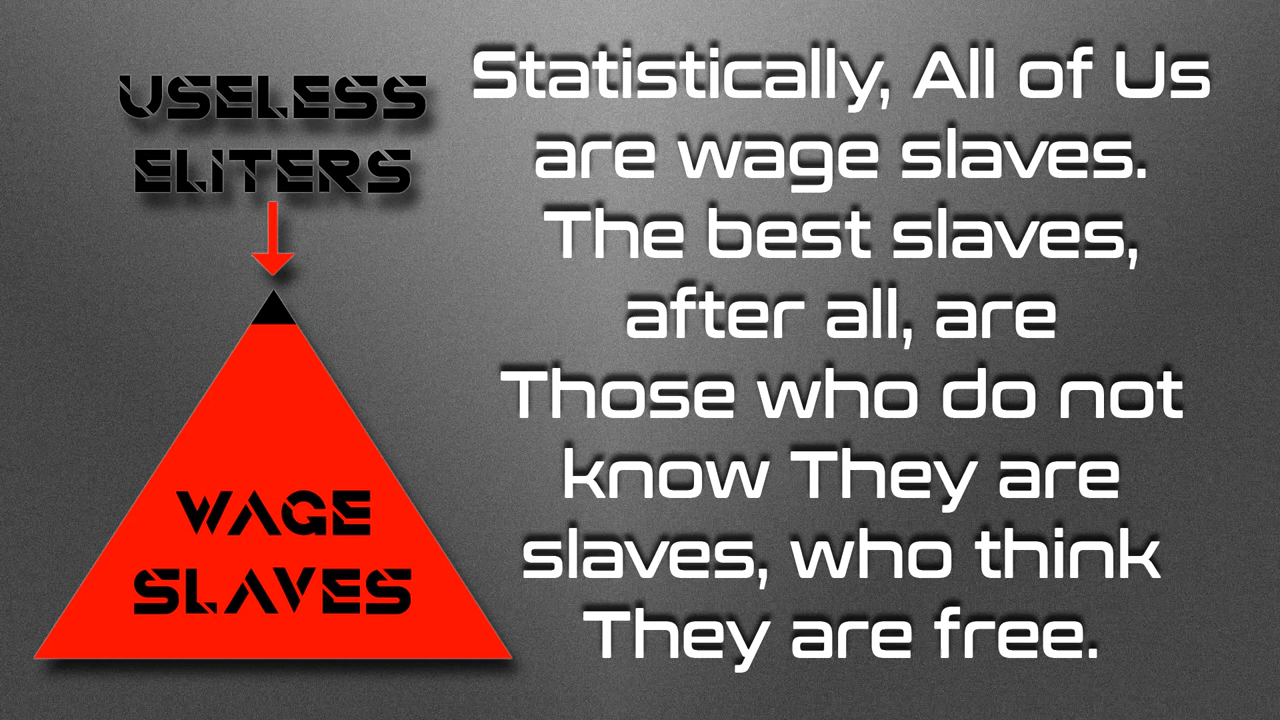 USELESS
ELITERS
WAGE
SLAVES
Statistically, All of Us
are wage slaves.
The best slaves,
after all, are
Those who do not
know They are
slaves, who think
They are free.